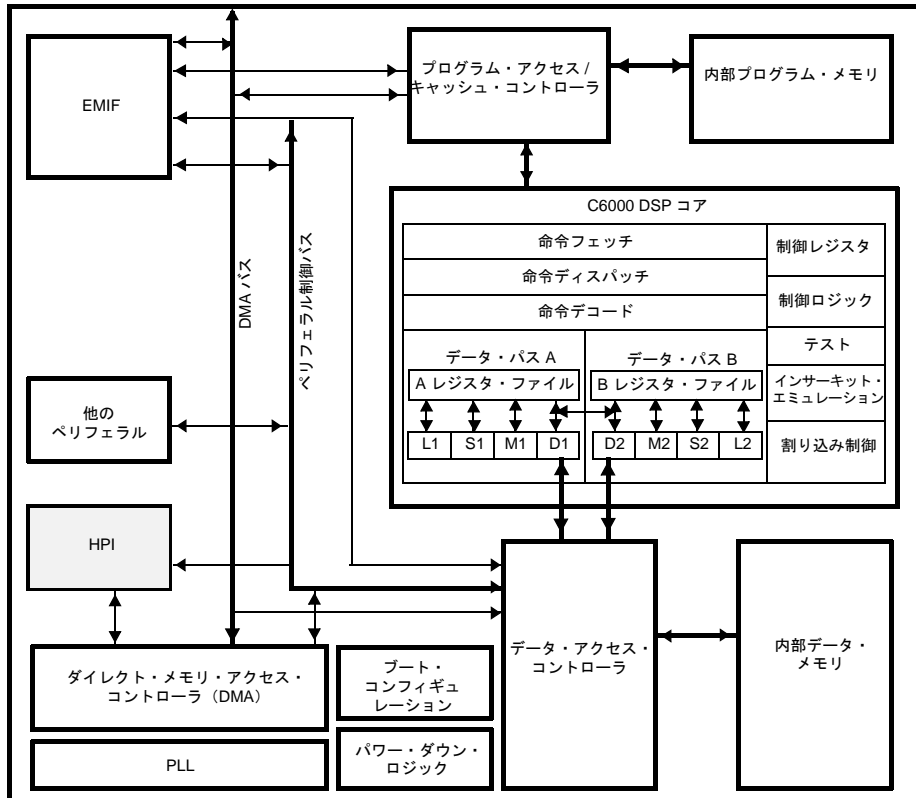 EMIF
プログラム・アクセス /
キャッシュ・コントローラ
内部プログラム・メモリ
C6000 DSP コア
命令フェッチ
命令ディスパッチ
命令デコード
制御レジスタ
制御ロジック
テスト
インサーキット・
エミュレーション
割り込み制御
データ・パス A
A レジスタ・ファイル
L1
S1
M1
D1
データ・パス B
B レジスタ・ファイル
D2
M2
S2
L2
DMA バス
ペリフェラル制御バス
他の
ペリフェラル
HPI
ダイレクト・メモリ・アクセス・
コントローラ（DMA）
PLL
ブート・
コンフィギュ
レーション
パワー・ダウン・
ロジック
データ・アクセス・
コントローラ
内部データ・
メモリ